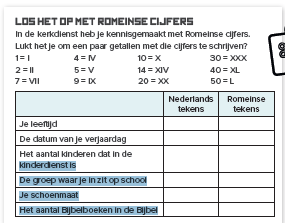 LOS HET OP MET ROMEINSE CIJFERS
In de kerkdienst heb je kennisgemaakt met Romeinse cijfers.
Lukt het je om een paar getallen met die cijfers te schrijven?
1 = I 4 = IV 10 = X 30 = XXX
2 = II 5 = V 14 = XIV 40 = XL
7 = VII 9 = IX 20 = XX 50 = L
Nederlands Romeinse
tekens tekens
Je leeftijd
De datum van je verjaardag
Het aantal kinderen dat in de
kinderdienst is
De groep waar je in zit op school
Je schoenmaat
Het aantal Bijbelboeken in de Bijbel